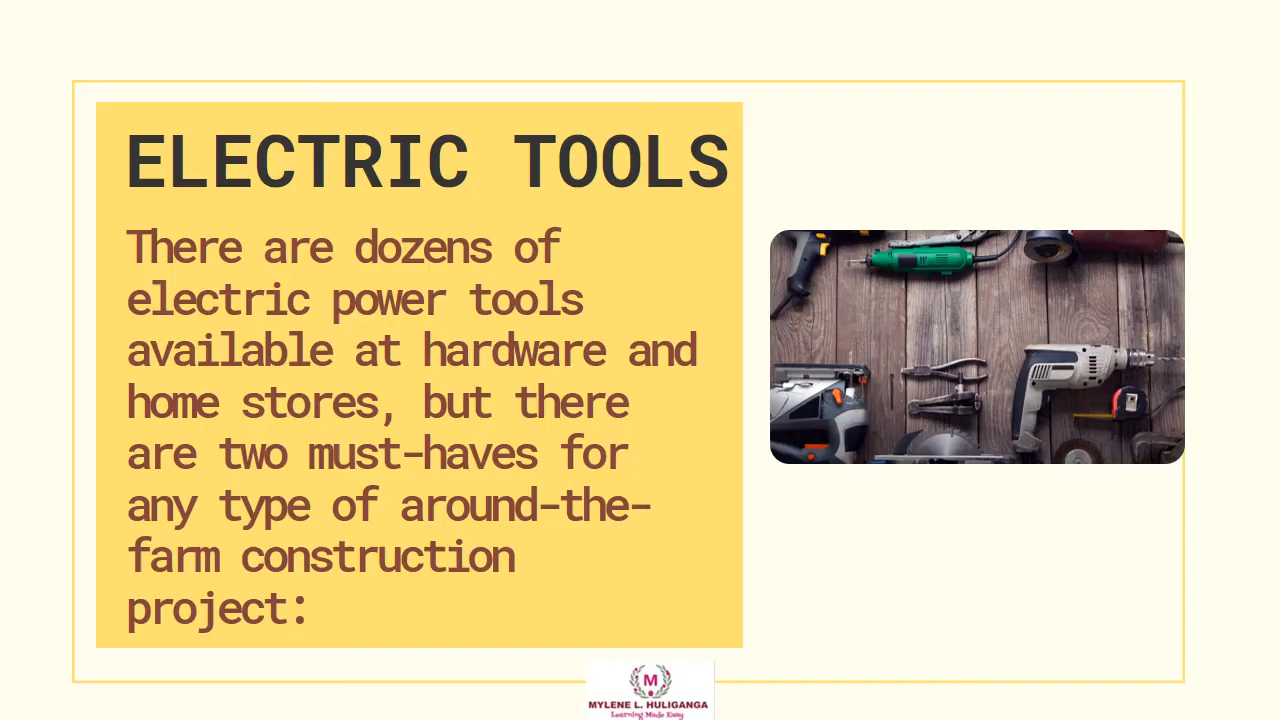 ELECTRIC TOOLS
There are dozens of
electric power tools
available at hardware and
home stores, but there
are two must-haves for
any type of around-the-
farm construction
project:
M
MYLENE L. HULIGANGA
Learning Made Easy